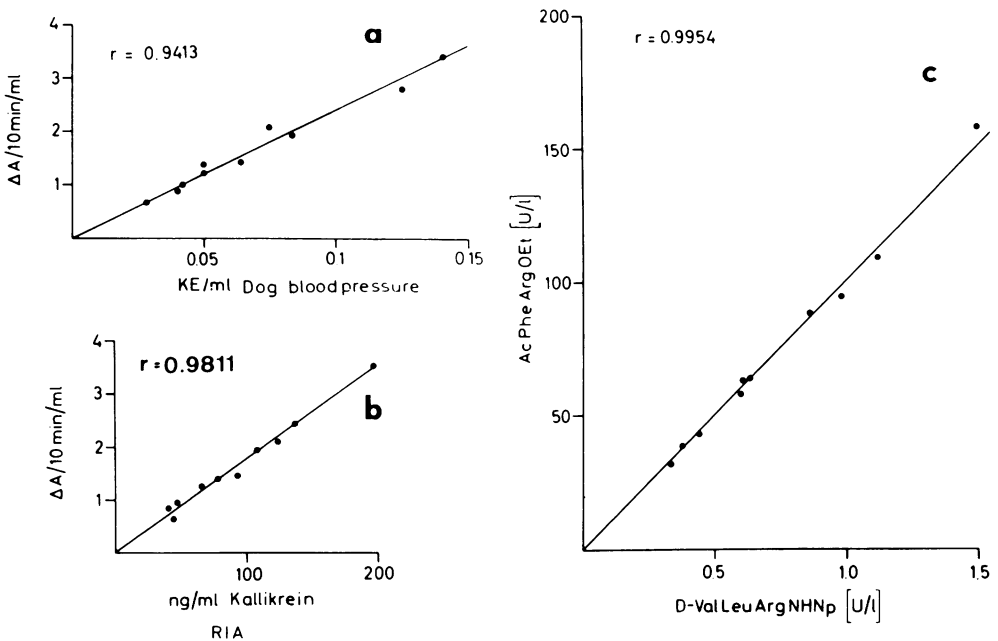 a
r = 0.9413
ΔA/10min/ml
4
3
2
1
0.05
0.1
0.15
KE/ml Dog blood pressure
b
r=0.9811
ΔA/10min/ml
4
3
2
1
100
200
ng/ml Kallikrein
RIA
c
r=0.9954
Ac Phe Arg OEt [U/l]
200
150
100
50
0.5
1.0
1.5
D-Val Leu Arg NHNp [U/l]